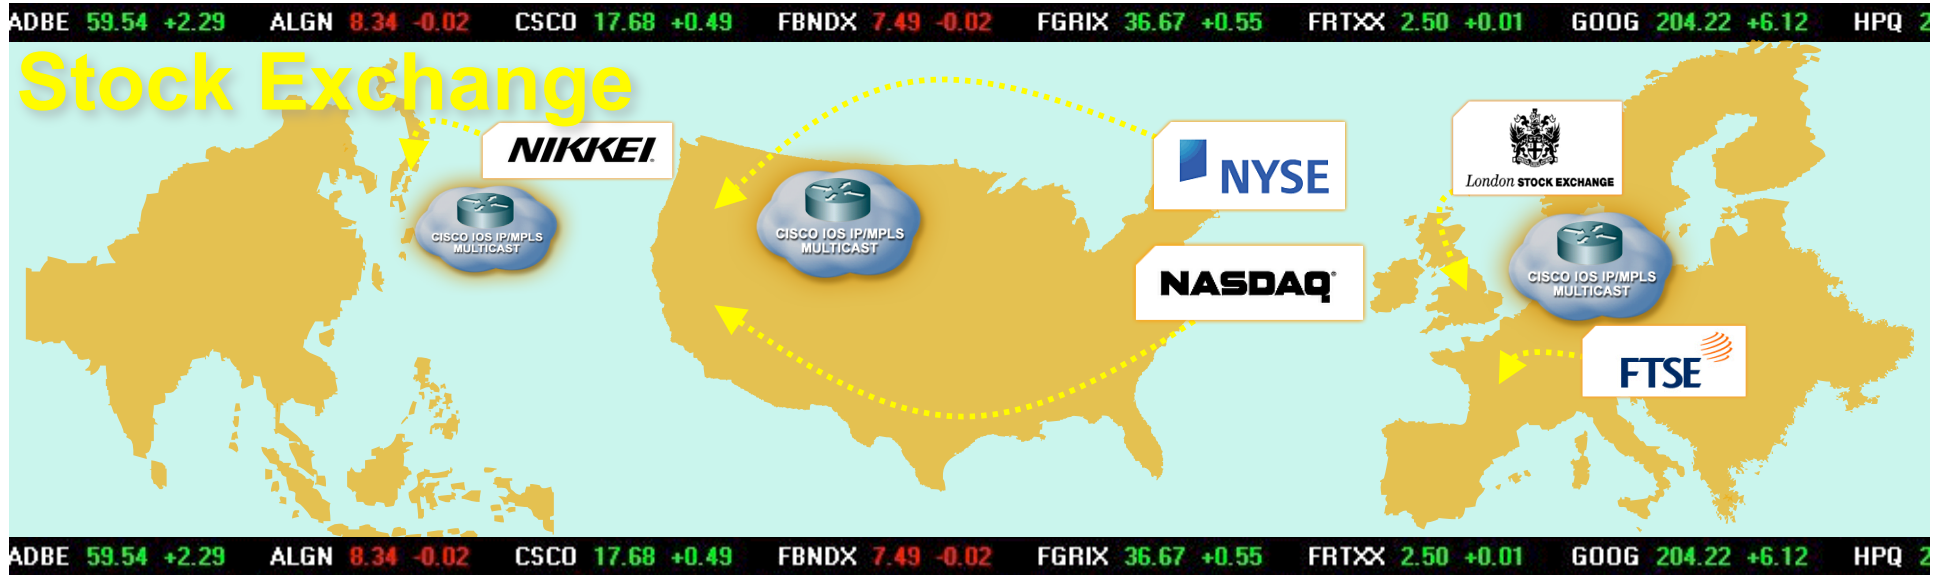 ADBE 59.54 +2.29 ALGN 8.34 -0.02 CSCO 17.68 +0.49 FBNDX 7.49 -0.02 FGRIX 36.67 +0.55 FRTXX 2.50 +0.01 GOOG 204.22 +6.12 HPQ 2
Stock Exchange
NIKKEI
NYSE
London STOCK EXCHANGE
CISCO IOS IP/MPLS
MULTICAST
CISCO IOS IP/MPLS
MULTICAST
NASDAQ®
CISCO IOS IP/MPLS
MULTICAST
FTSE
ADBE 59.54 +2.29 ALGN 8.34 -0.02 CSCO 17.68 +0.49 FBNDX 7.49 -0.02 FGRIX 36.67 +0.55 FRTXX 2.50 +0.01 GOOG 204.22 +6.12 HPQ 2